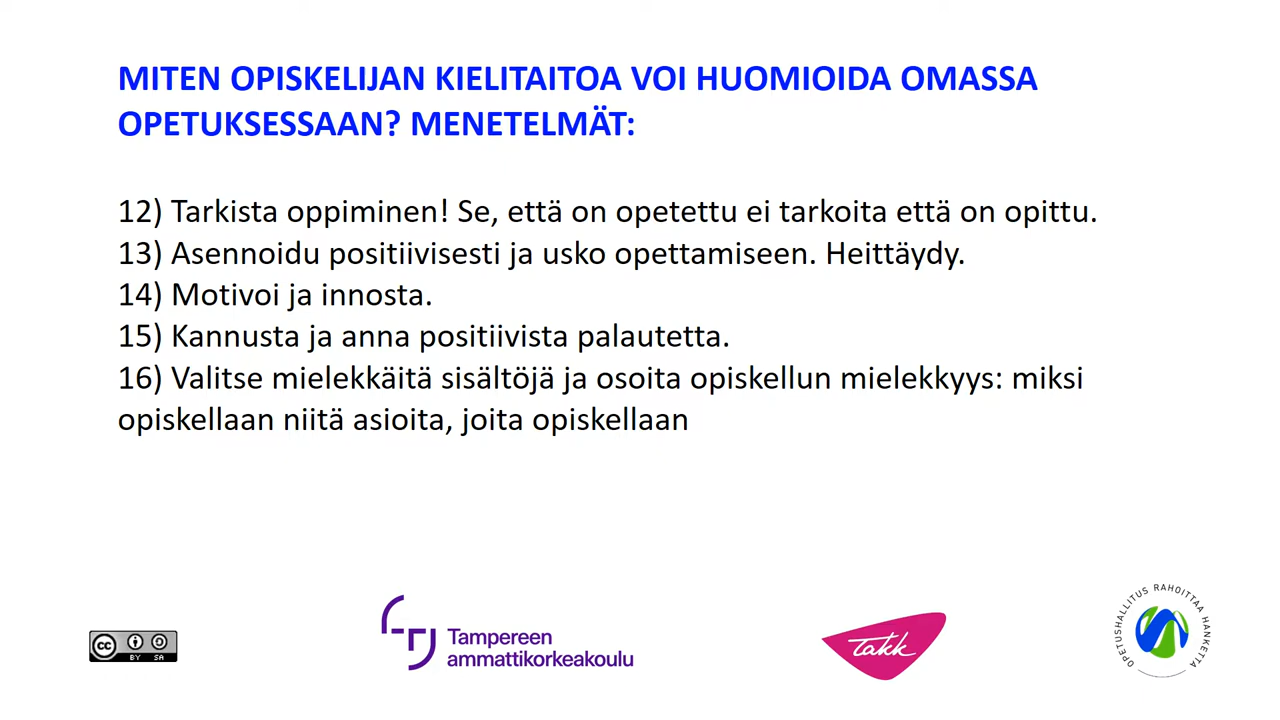 MITEN OPISKELIJAN KIELITAITOA VOI HUOMIOIDA OMASSA
OPETUKSESSAAN? MENETELMÄT:
12) Tarkista oppiminen! Se, että on opetettu ei tarkoita että on opittu.
13) Asennoidu positiivisesti ja usko opettamiseen. Heittäydy.
14) Motivoi ja innosta.
15) Kannusta ja anna positiivista palautetta.
16) Valitse mielekkäitä sisältöjä ja osoita opiskellun mielekkyys: miksi
opiskellaan niitä asioita, joita opiskellaan
cc BY SA
Tampereen
ammattikorkeakoulu
takk
OPETUSHALLITUS RAHOITTAA HANKETTA